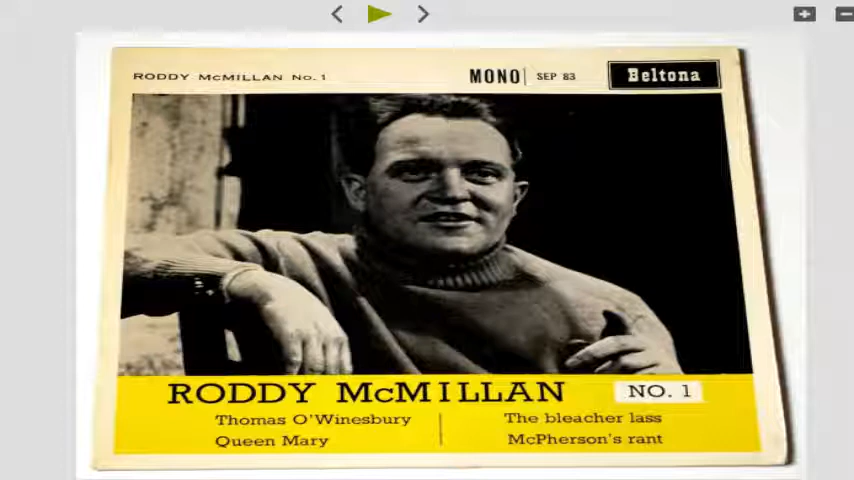 RODDY McMILLAN No. 1
MONO SEP 83
Beltona
RODDY McMILLAN
NO. 1
Thomas O'Winesbury
Queen Mary
The bleacher lass
McPherson's rant